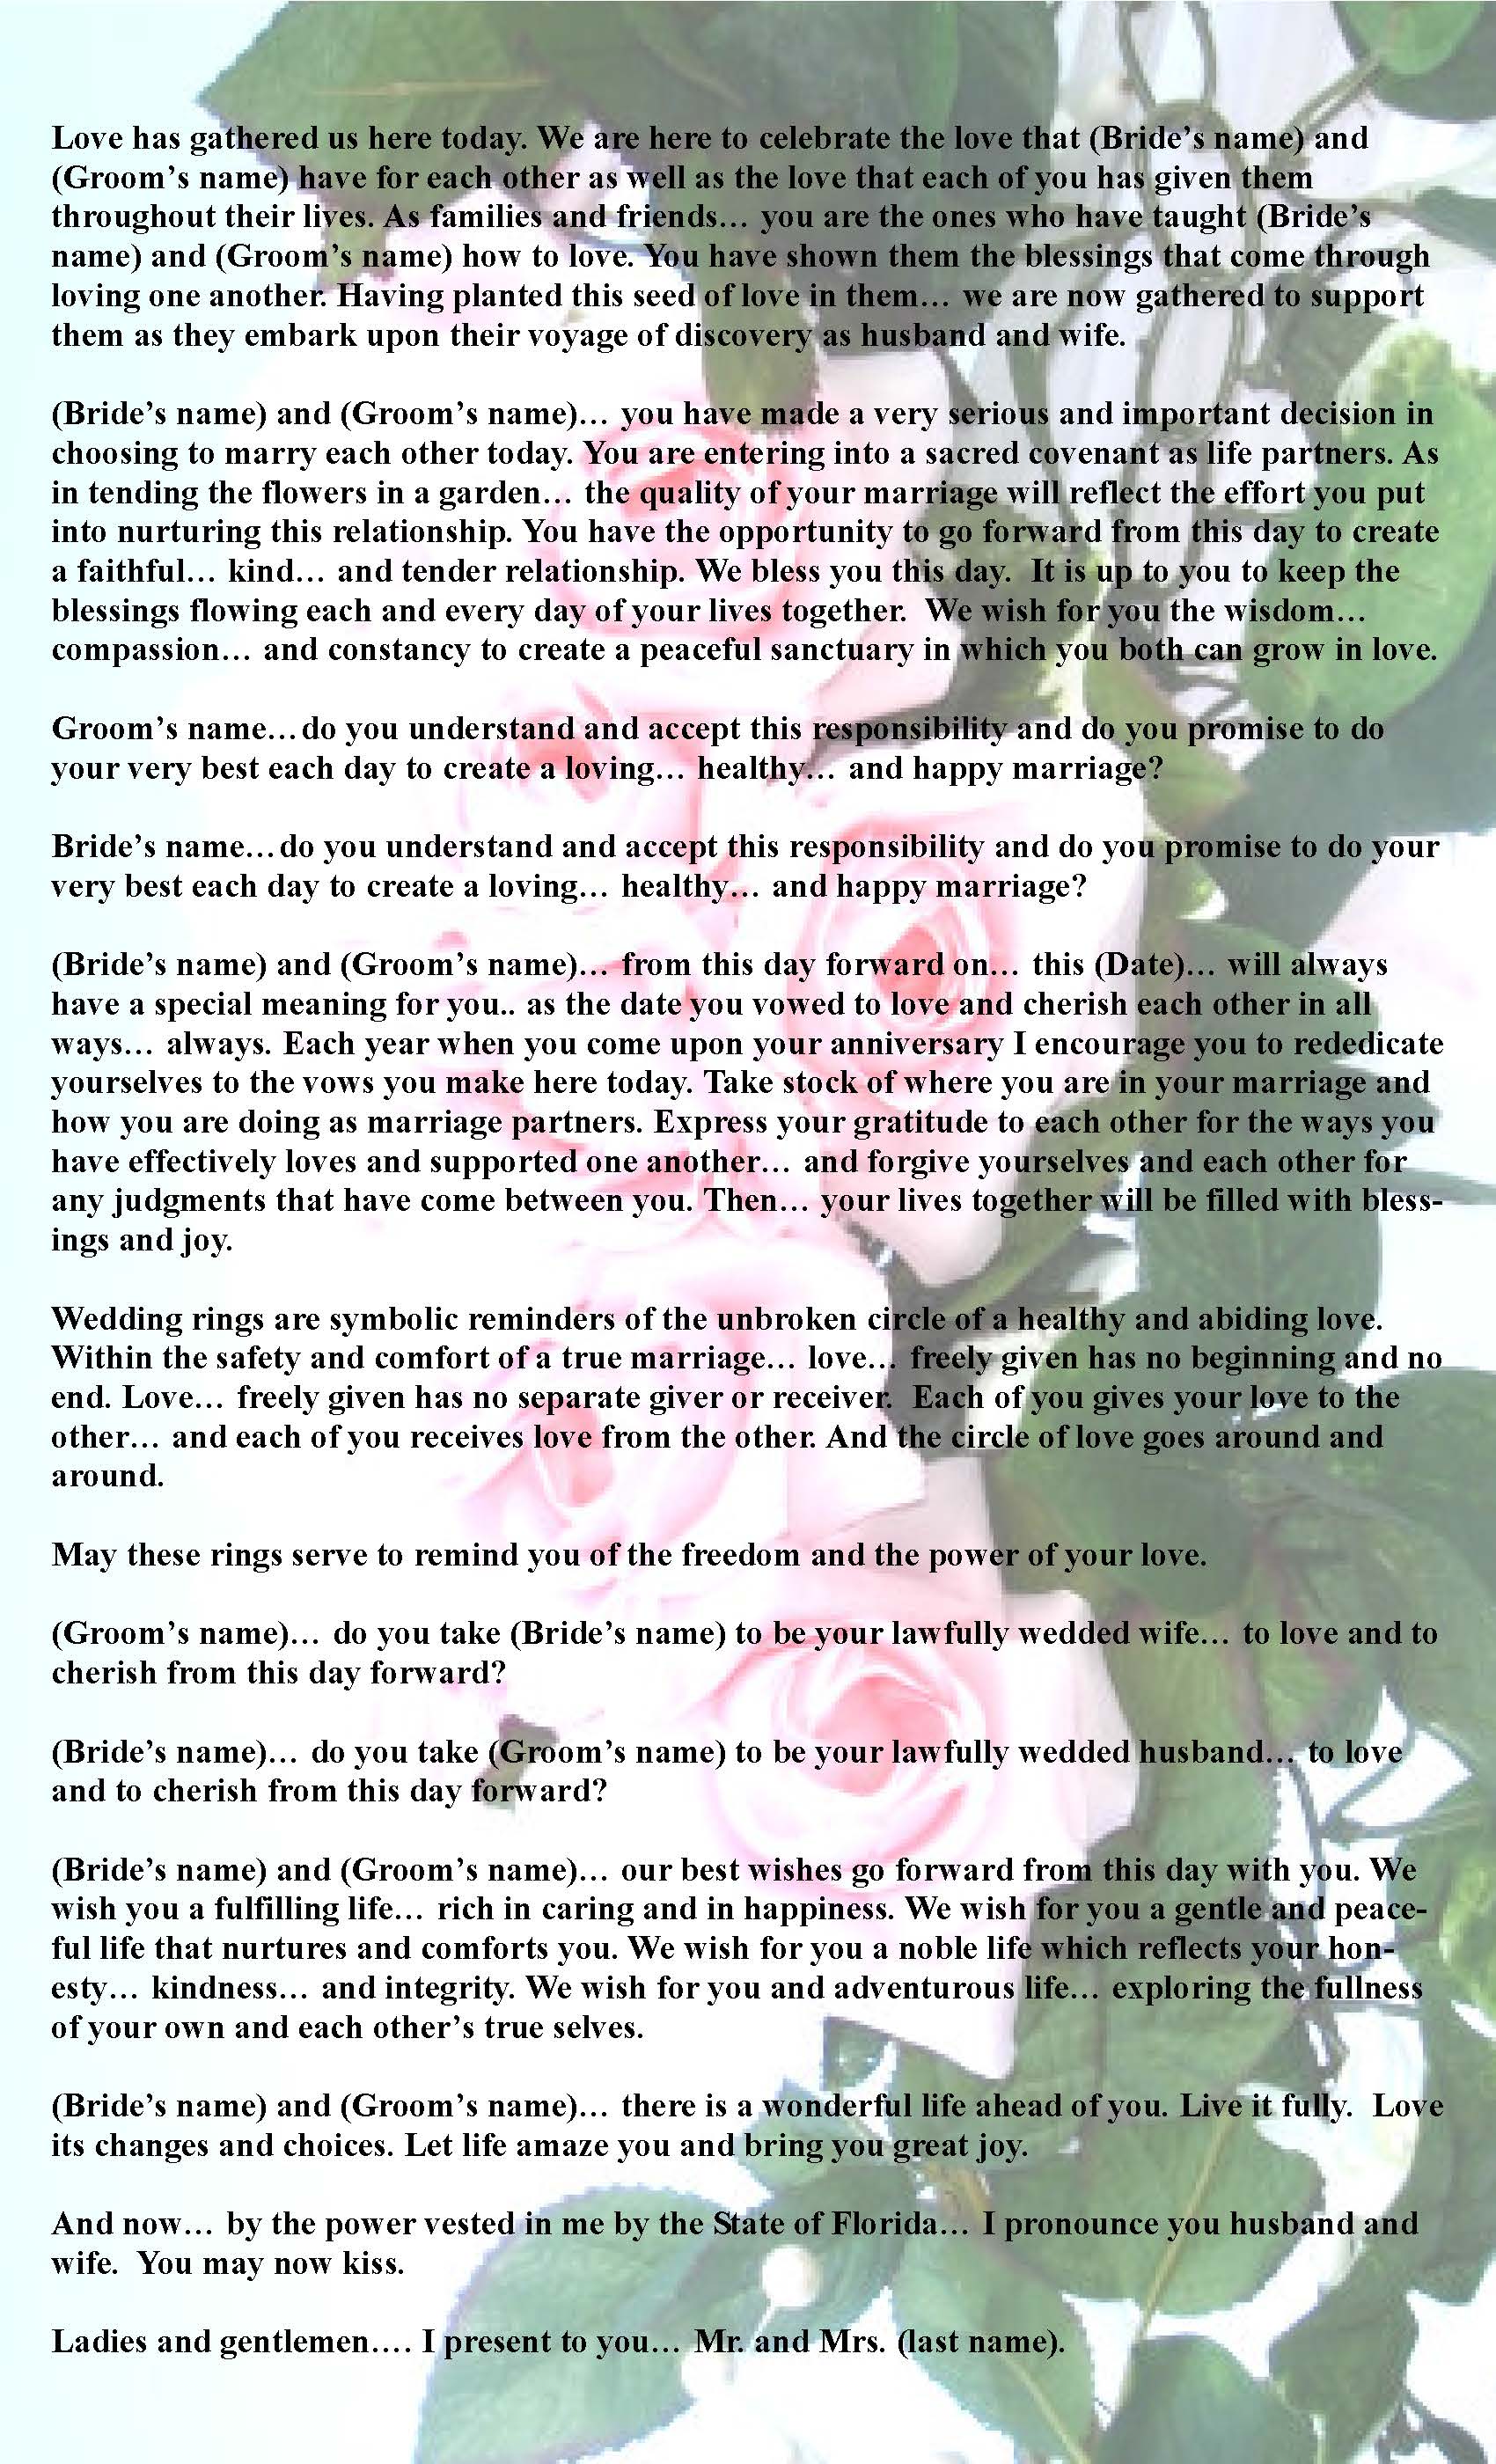 Love has gathered us here today. We are here to celebrate the love that (Bride’s name) and
(Groom’s name) have for each other as well as the love that each of you has given them
throughout their lives. As families and friends… you are the ones who have taught (Bride’s
name) and (Groom’s name) how to love. You have shown them the blessings that come through
loving one another. Having planted this seed of love in them… we are now gathered to support
them as they embark upon their voyage of discovery as husband and wife.
(Bride’s name) and (Groom’s name)… you have made a very serious and important decision in
choosing to marry each other today. You are entering into a sacred covenant as life partners. As
in tending the flowers in a garden… the quality of your marriage will reflect the effort you put
into nurturing this relationship. You have the opportunity to go forward from this day to create
a faithful… kind… and tender relationship. We bless you this day.  It is up to you to keep the
blessings flowing each and every day of your lives together.  We wish for you the wisdom…
compassion… and constancy to create a peaceful sanctuary in which you both can grow in love.
Groom’s name…do you understand and accept this responsibility and do you promise to do
your very best each day to create a loving… healthy… and happy marriage?
Bride’s name…do you understand and accept this responsibility and do you promise to do your
very best each day to create a loving… healthy… and happy marriage?
(Bride’s name) and (Groom’s name)… from this day forward on… this (Date)… will always
have a special meaning for you.. as the date you vowed to love and cherish each other in all
ways… always. Each year when you come upon your anniversary I encourage you to rededicate
yourselves to the vows you make here today. Take stock of where you are in your marriage and
how you are doing as marriage partners. Express your gratitude to each other for the ways you
have effectively loves and supported one another… and forgive yourselves and each other for
any judgments that have come between you. Then… your lives together will be filled with bless-
ings and joy.
Wedding rings are symbolic reminders of the unbroken circle of a healthy and abiding love.
Within the safety and comfort of a true marriage… love… freely given has no beginning and no
end. Love… freely given has no separate giver or receiver.  Each of you gives your love to the
other… and each of you receives love from the other. And the circle of love goes around and
around.
May these rings serve to remind you of the freedom and the power of your love.
(Groom’s name)… do you take (Bride’s name) to be your lawfully wedded wife… to love and to
cherish from this day forward?
(Bride’s name)… do you take (Groom’s name) to be your lawfully wedded husband… to love
and to cherish from this day forward?
(Bride’s name) and (Groom’s name)… our best wishes go forward from this day with you. We
wish you a fulfilling life… rich in caring and in happiness. We wish for you a gentle and peace-
ful life that nurtures and comforts you. We wish for you a noble life which reflects your hon-
esty… kindness… and integrity. We wish for you and adventurous life… exploring the fullness
of your own and each other’s true selves.
(Bride’s name) and (Groom’s name)… there is a wonderful life ahead of you. Live it fully.  Love
its changes and choices. Let life amaze you and bring you great joy.
And now… by the power vested in me by the State of Florida… I pronounce you husband and
wife.  You may now kiss.
Ladies and gentlemen…. I present to you… Mr. and Mrs. (last name).